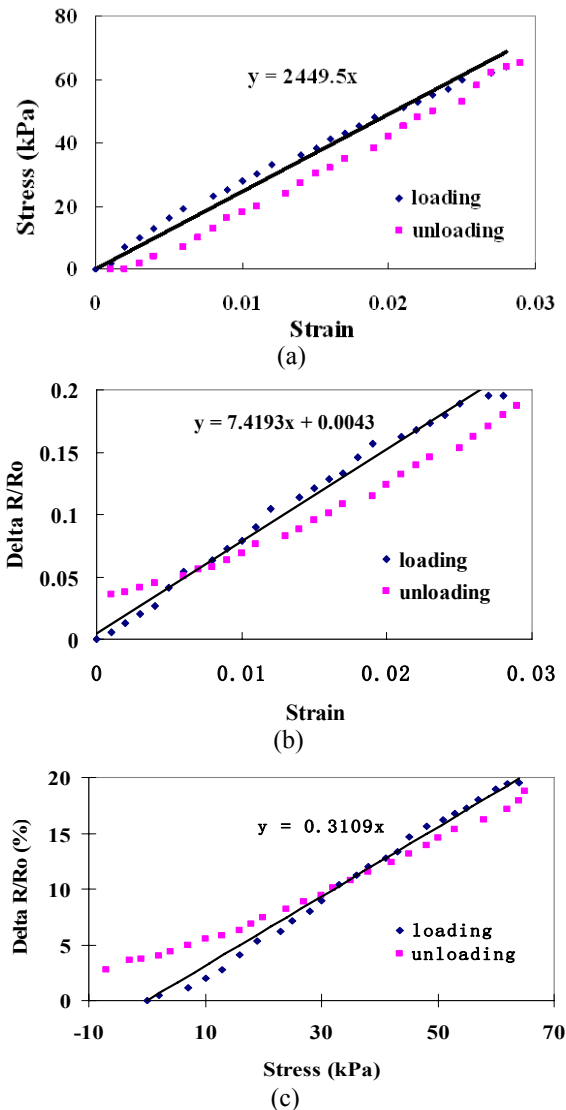 80
60
40
20
0
Stress (kPa)
y = 2449.5x
loading
unloading
0 0.01 0.02 0.03
Strain
(a)
0.2
0.15
0.1
0.05
0
Delta R/Ro
y = 7.4193x + 0.0043
loading
unloading
0 0.01 0.02 0.03
Strain
(b)
20
15
10
5
0
Delta R/Ro (%)
y = 0.3109x
loading
unloading
-10 10 30 50 70
Stress (kPa)
(c)